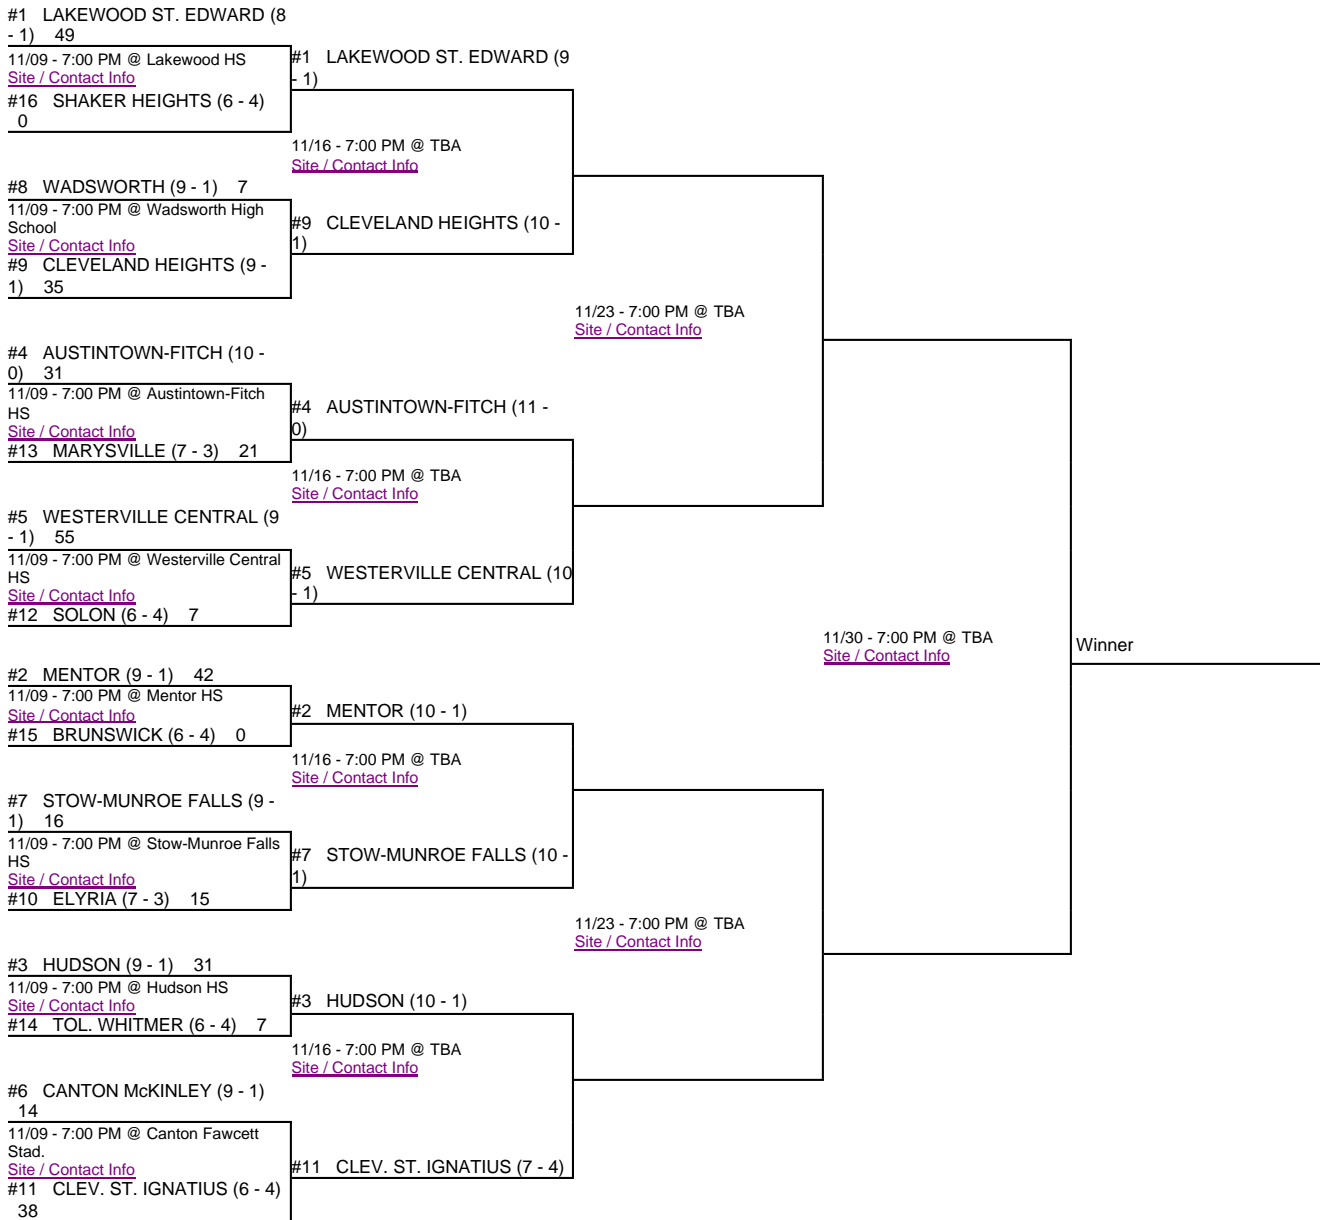 #1 LAKEWOOD ST. EDWARD (8
- 1) 49
11/09 - 7:00 PM @ Lakewood HS
Site / Contact Info
#16 SHAKER HEIGHTS (6 - 4)
0
#1 LAKEWOOD ST. EDWARD (9
- 1)
11/16 - 7:00 PM @ TBA
Site / Contact Info
#8 WADSWORTH (9 - 1) 7
11/09 - 7:00 PM @ Wadsworth High
School
Site / Contact Info
#9 CLEVELAND HEIGHTS (9 -
1) 35
#9 CLEVELAND HEIGHTS (10 -
1)
11/23 - 7:00 PM @ TBA
Site / Contact Info
#4 AUSTINTOWN-FITCH (10 -
0) 31
11/09 - 7:00 PM @ Austintown-Fitch
HS
Site / Contact Info
#13 MARYSVILLE (7 - 3) 21
#4 AUSTINTOWN-FITCH (11 -
0)
11/16 - 7:00 PM @ TBA
Site / Contact Info
#5 WESTERVILLE CENTRAL (9
- 1) 55
11/09 - 7:00 PM @ Westerville Central
HS
Site / Contact Info
#12 SOLON (6 - 4) 7
#5 WESTERVILLE CENTRAL (10
- 1)
11/30 - 7:00 PM @ TBA
Site / Contact Info
Winner
#2 MENTOR (9 - 1) 42
11/09 - 7:00 PM @ Mentor HS
Site / Contact Info
#15 BRUNSWICK (6 - 4) 0
#2 MENTOR (10 - 1)
11/16 - 7:00 PM @ TBA
Site / Contact Info
#7 STOW-MUNROE FALLS (9 -
1) 16
11/09 - 7:00 PM @ Stow-Munroe Falls
HS
Site / Contact Info
#10 ELYRIA (7 - 3) 15
#7 STOW-MUNROE FALLS (10 -
1)
11/23 - 7:00 PM @ TBA
Site / Contact Info
#3 HUDSON (9 - 1) 31
11/09 - 7:00 PM @ Hudson HS
Site / Contact Info
#14 TOL. WHITMER (6 - 4) 7
#3 HUDSON (10 - 1)
11/16 - 7:00 PM @ TBA
Site / Contact Info
#6 CANTON McKINLEY (9 - 1)
14
11/09 - 7:00 PM @ Canton Fawcett
Stad.
Site / Contact Info
#11 CLEV. ST. IGNATIUS (6 - 4)
38
#11 CLEV. ST. IGNATIUS (7 - 4)